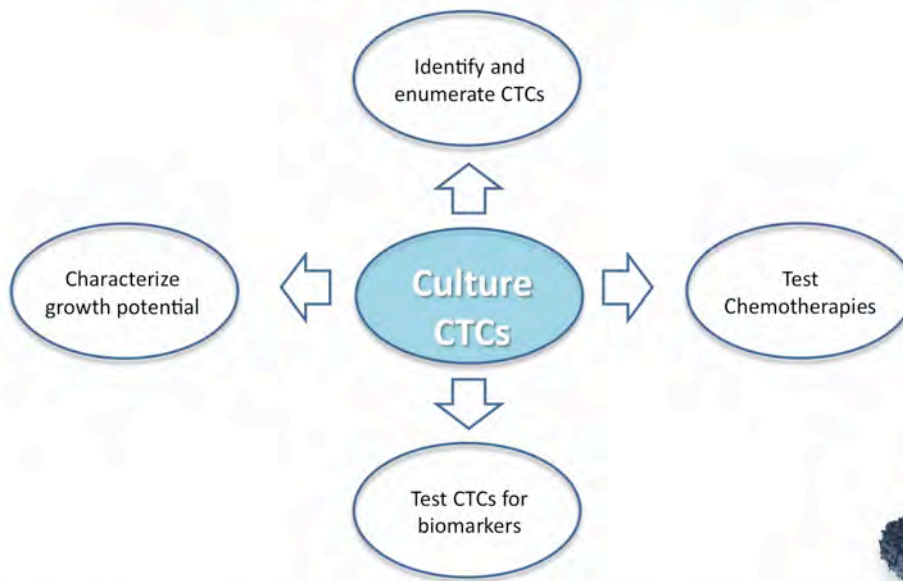 Identify and
enumerate CTCs
Characterize
growth potential
Culture
CTCs
Test
Chemotherapies
Test CTCs for
biomarkers